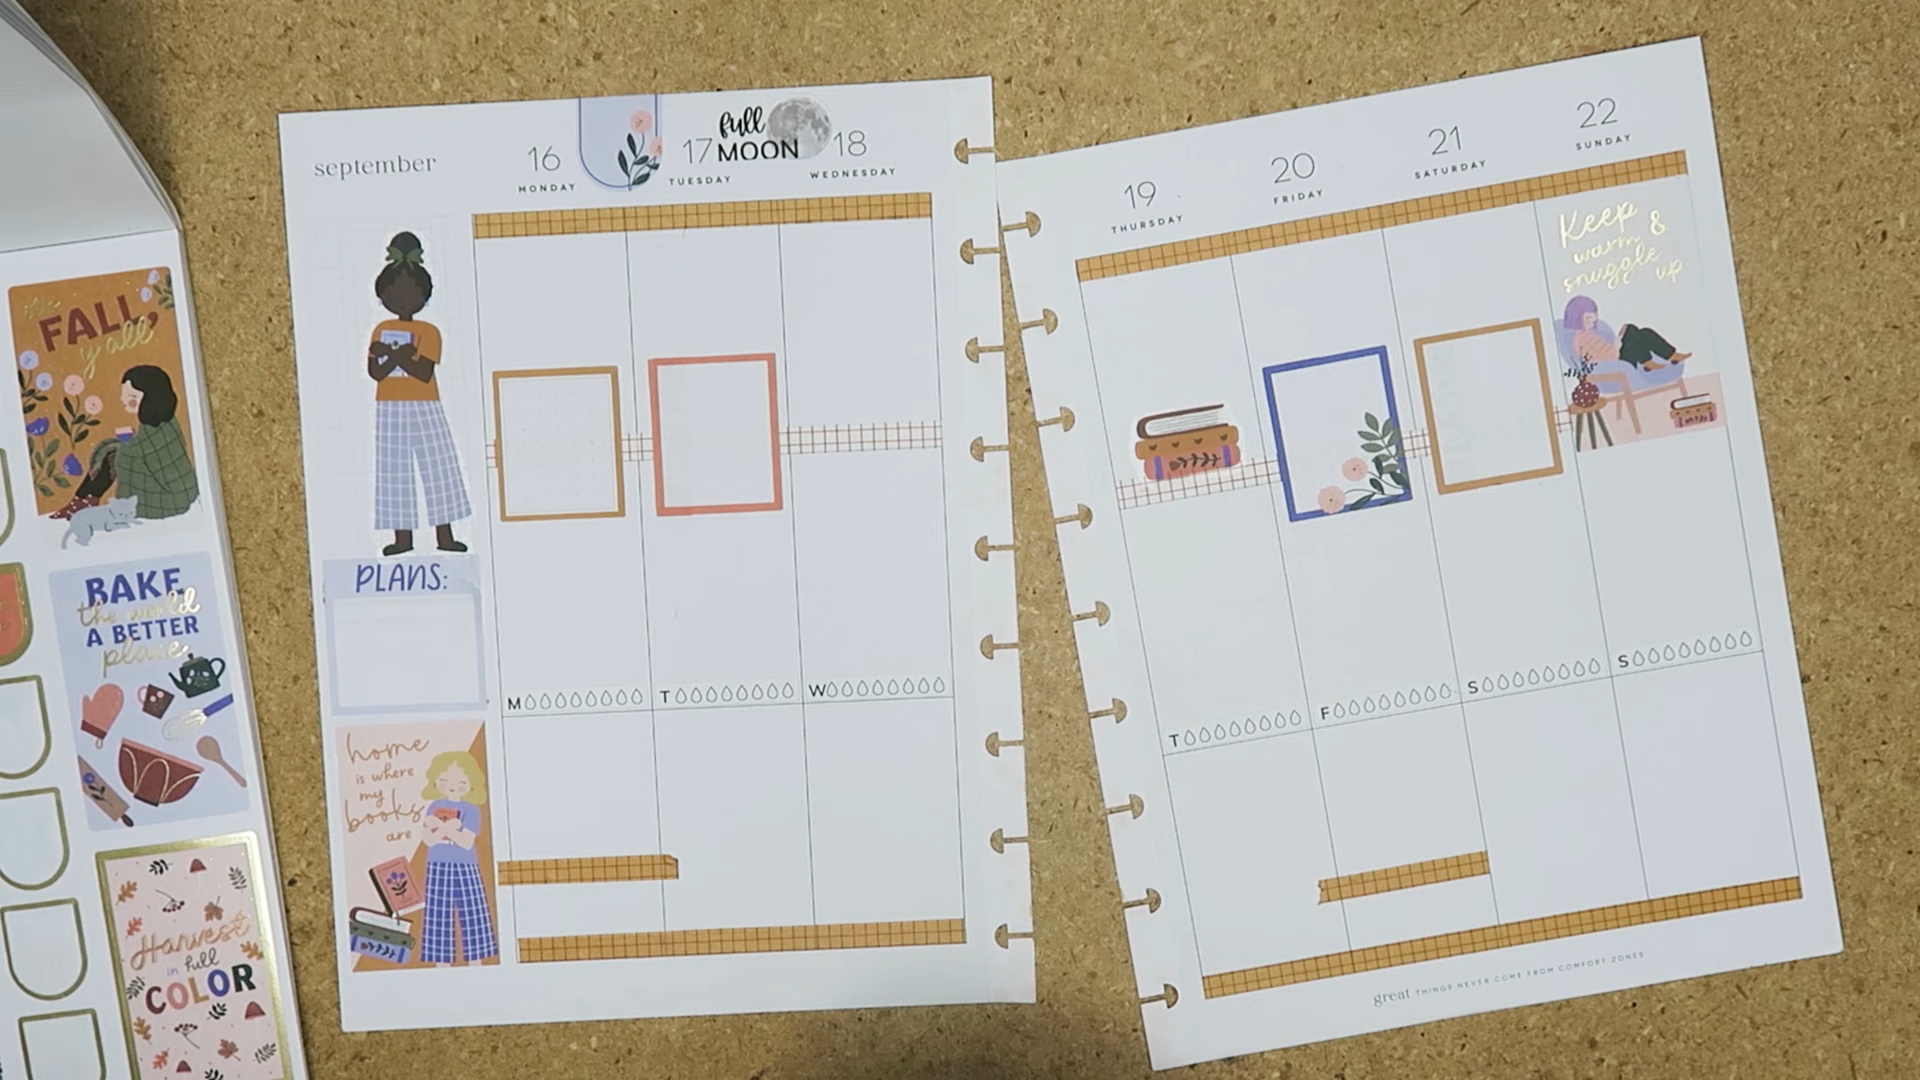 the
FALL,
y'all
BAKE
the world
A BETTER
place
Harvest
in full
COLOR
september
16
MONDAY
17
TUESDAY
full
MOON
18
WEDNESDAY
PLANS:
home
is where
my
books
are
M
T
W
19
THURSDAY
20
FRIDAY
21
SATURDAY
22
SUNDAY
Keep
warm &
snuggle
up
T
F
S
S
great THINGS NEVER COME FROM COMFORT ZONES